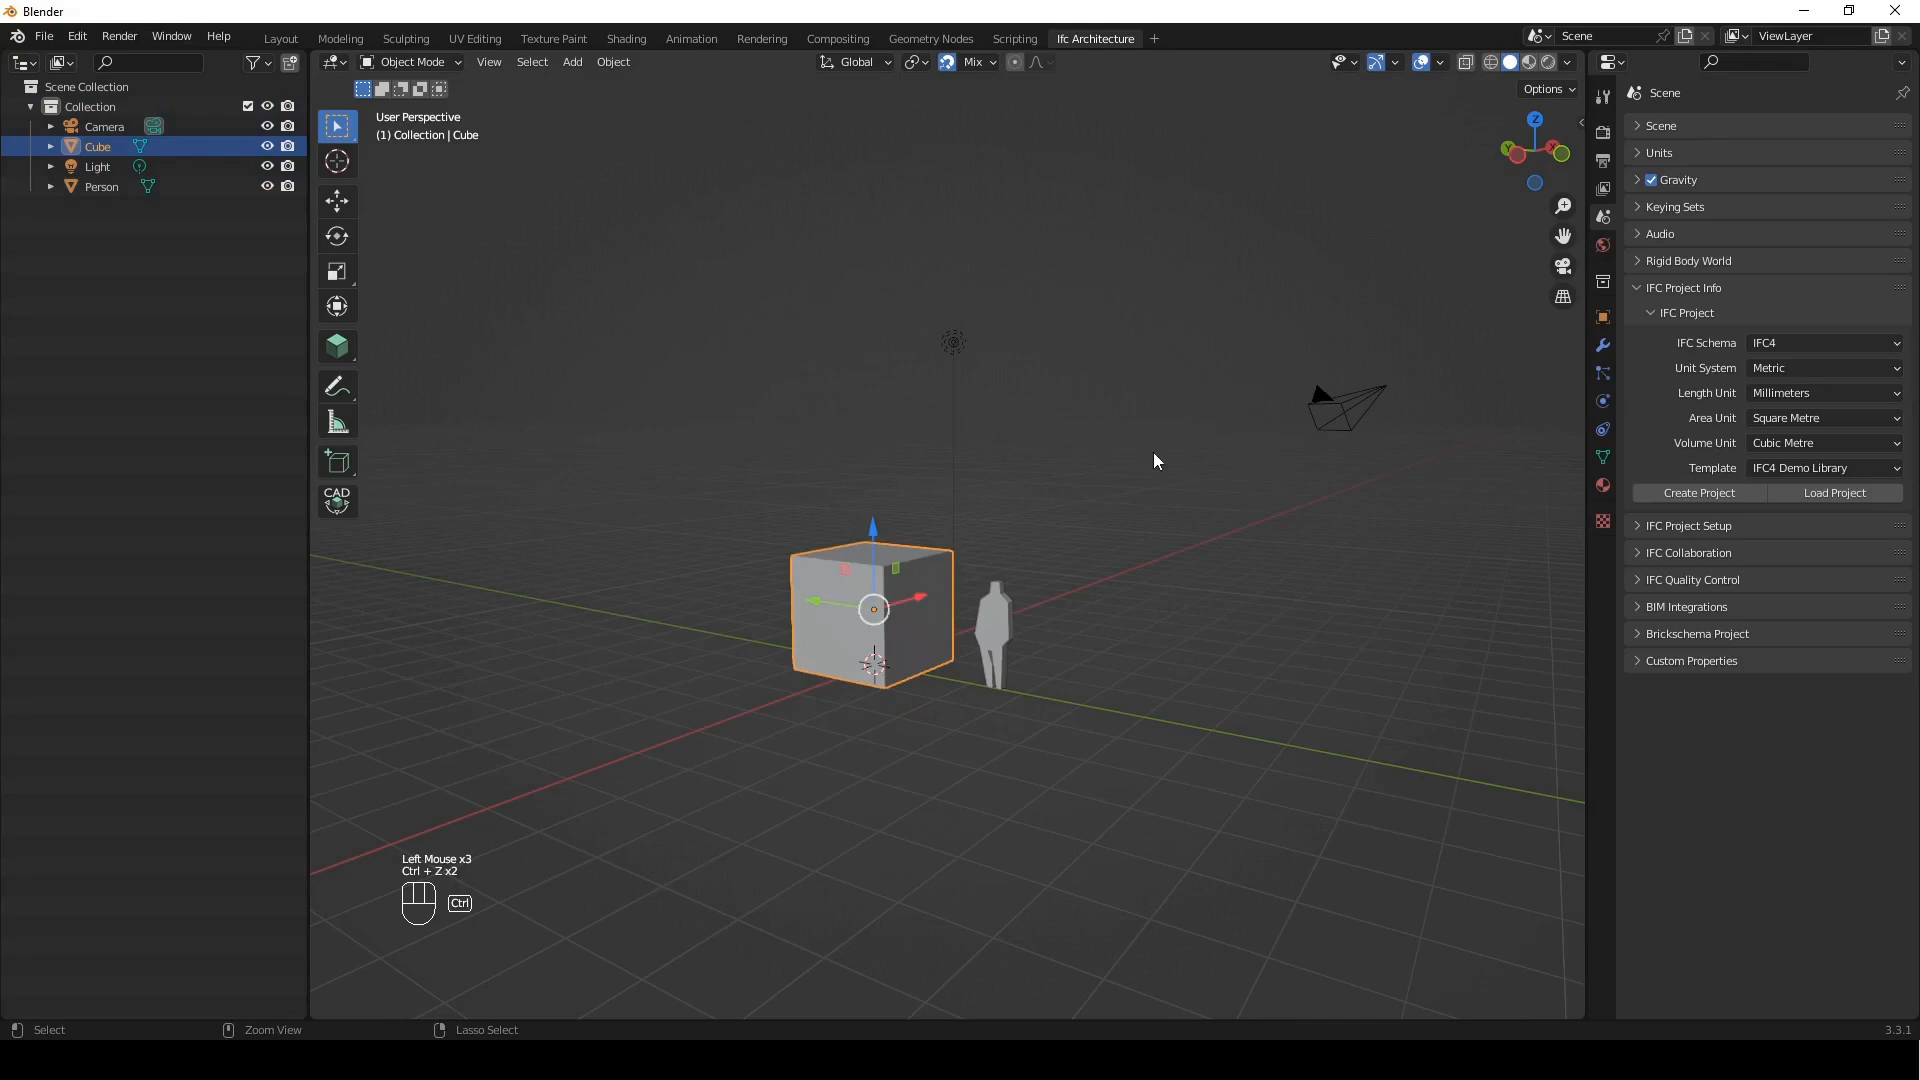 Blender
File Edit Render Window Help Layout Modeling Sculpting UV Editing Texture Paint Shading Animation Rendering Compositing Geometry Nodes Scripting Ifc Architecture + Scene ViewLayer
Object Mode View Select Add Object Global Mix
Options
Scene Collection
Collection
Camera
Cube
Light
Person
User Perspective
(1) Collection | Cube
Z
Y
X
CAD
Left Mouse x3
Ctrl + Z x2
Ctrl
Scene
Scene
Units
Gravity
Keying Sets
Audio
Rigid Body World
IFC Project Info
IFC Project
IFC Schema IFC4
Unit System Metric
Length Unit Millimeters
Area Unit Square Metre
Volume Unit Cubic Metre
Template IFC4 Demo Library
Create Project Load Project
IFC Project Setup
IFC Collaboration
IFC Quality Control
BIM Integrations
Brickschema Project
Custom Properties
Select Zoom View Lasso Select 3.3.1